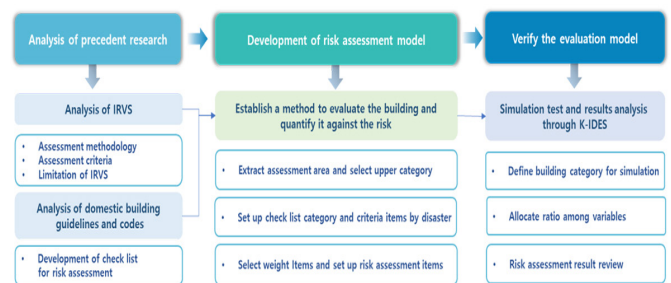 Analysis of precedent research
Development of risk assessment model
Verify the evaluation model
Analysis of IRVS
• Assessment methodology
• Assessment criteria
• Limitation of IRVS
Analysis of domestic building
guidelines and codes
• Development of check list
for risk assessment
Establish a method to evaluate the building and
quantify it against the risk
• Extract assessment area and select upper category
• Set up check list category and criteria items by disaster
• Select weight Items and set up risk assessment items
Simulation test and results analysis
through K-IDES
• Define building category for simulation
• Allocate ratio among variables
• Risk assessment result review